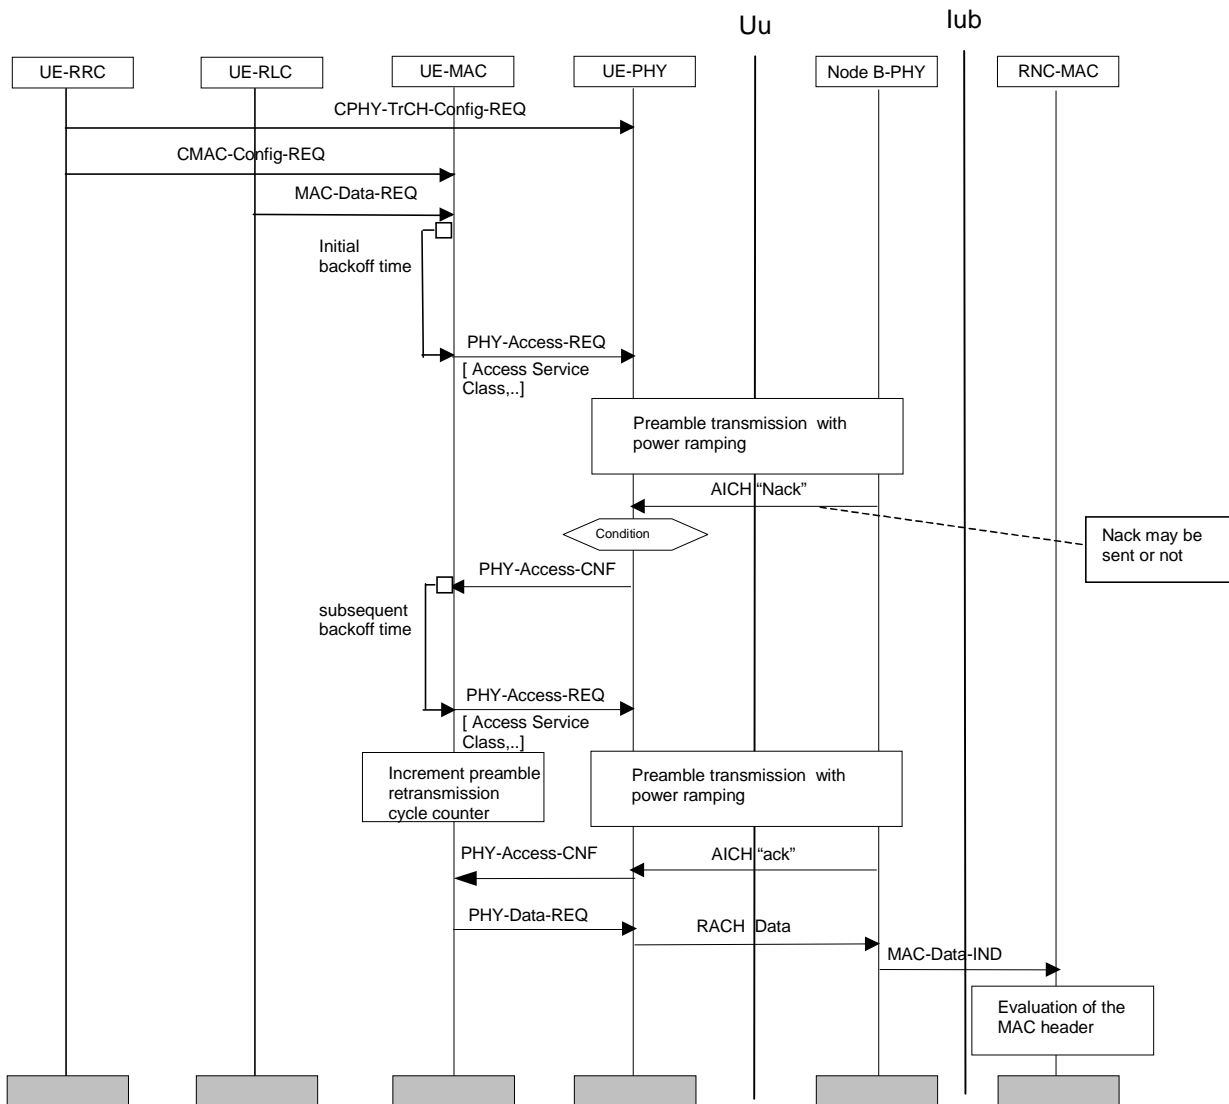 Uu
Iub
UE-RRC
UE-RLC
UE-MAC
UE-PHY
Node B-PHY
RNC-MAC
CPHY-TrCH-Config-REQ
CMAC-Config-REQ
MAC-Data-REQ
Initial
backoff time
PHY-Access-REQ
[ Access Service
Class,..]
Preamble transmission with
power ramping
AICH “Nack”
Condition
Nack may be
sent or not
PHY-Access-CNF
subsequent
backoff time
PHY-Access-REQ
[ Access Service
Class,..]
Increment preamble
retransmission
cycle counter
Preamble transmission with
power ramping
PHY-Access-CNF
AICH “ack”
PHY-Data-REQ
RACH Data
MAC-Data-IND
Evaluation of the
MAC header